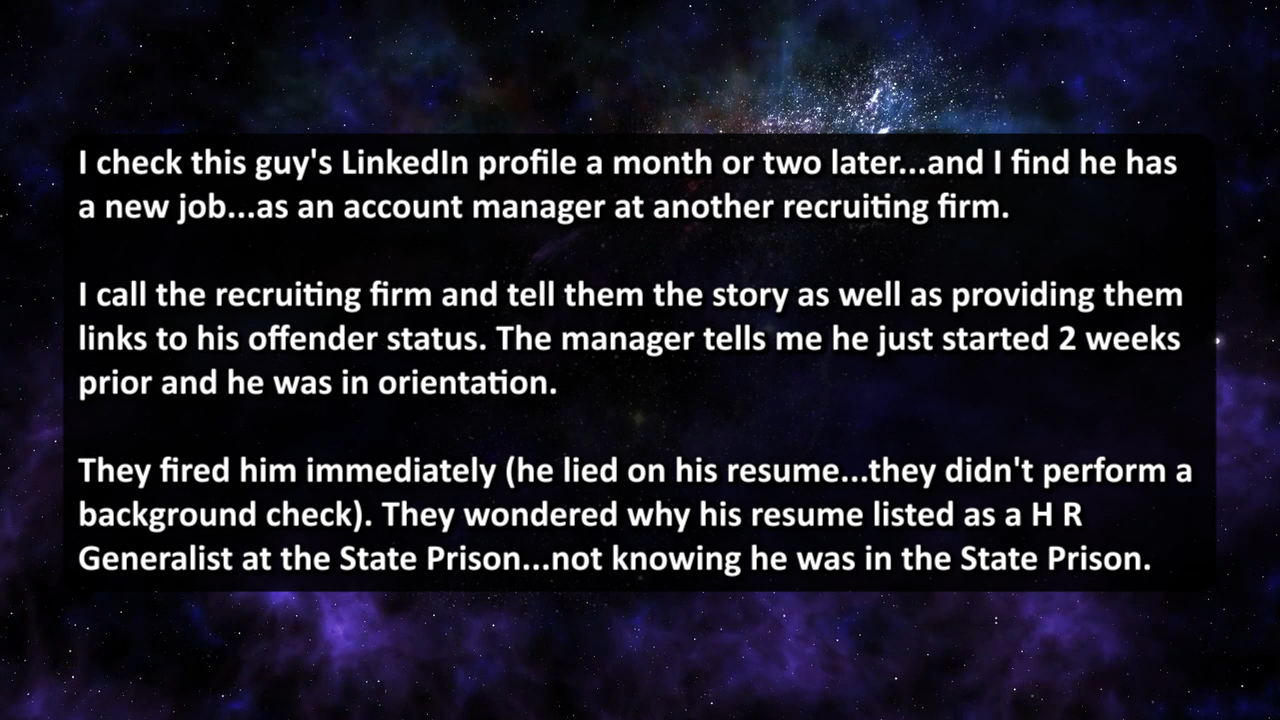 I check this guy's LinkedIn profile a month or two later...and I find he has
a new job...as an account manager at another recruiting firm.
I call the recruiting firm and tell them the story as well as providing them
links to his offender status. The manager tells me he just started 2 weeks
prior and he was in orientation.
They fired him immediately (he lied on his resume...they didn't perform a
background check). They wondered why his resume listed as a H R
Generalist at the State Prison...not knowing he was in the State Prison.